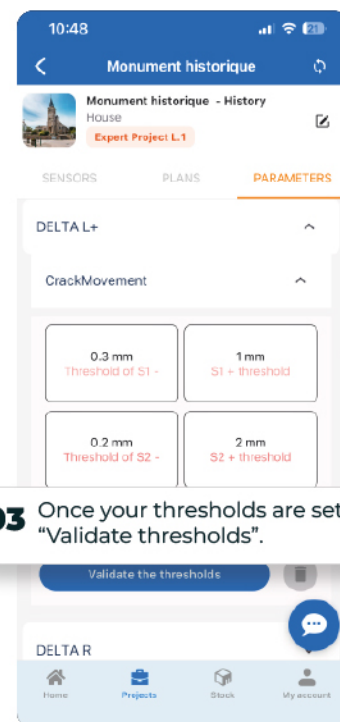 10:48
21
Monument historique
Monument historique - History
House
Expert Project L.1
SENSORS PLANS PARAMETERS
DELTA L+
CrackMovement
0.3 mm 1 mm
Threshold of S1 - S1 + threshold
0.2 mm 2 mm
Threshold of S2 - S2 + threshold
03 Once your thresholds are set
“Validate thresholds”.
Validate the thresholds
DELTA R
Home Projects Stock My account